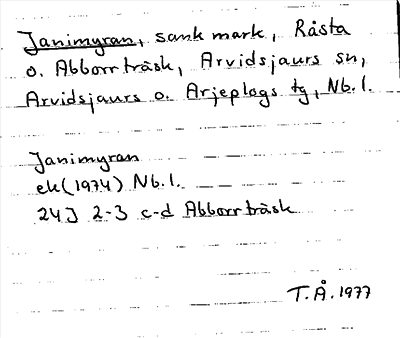 Janimyran, sank mark, Råsta
o. Abborrträsk, Arvidsjaurs sn,
Arvidsjaurs o. Arjeplogs tg, Nb. l.
Janimyran
ek (1974) Nb. l.
24J 2-3 c-d Abborrträsk
T. Å. 1977